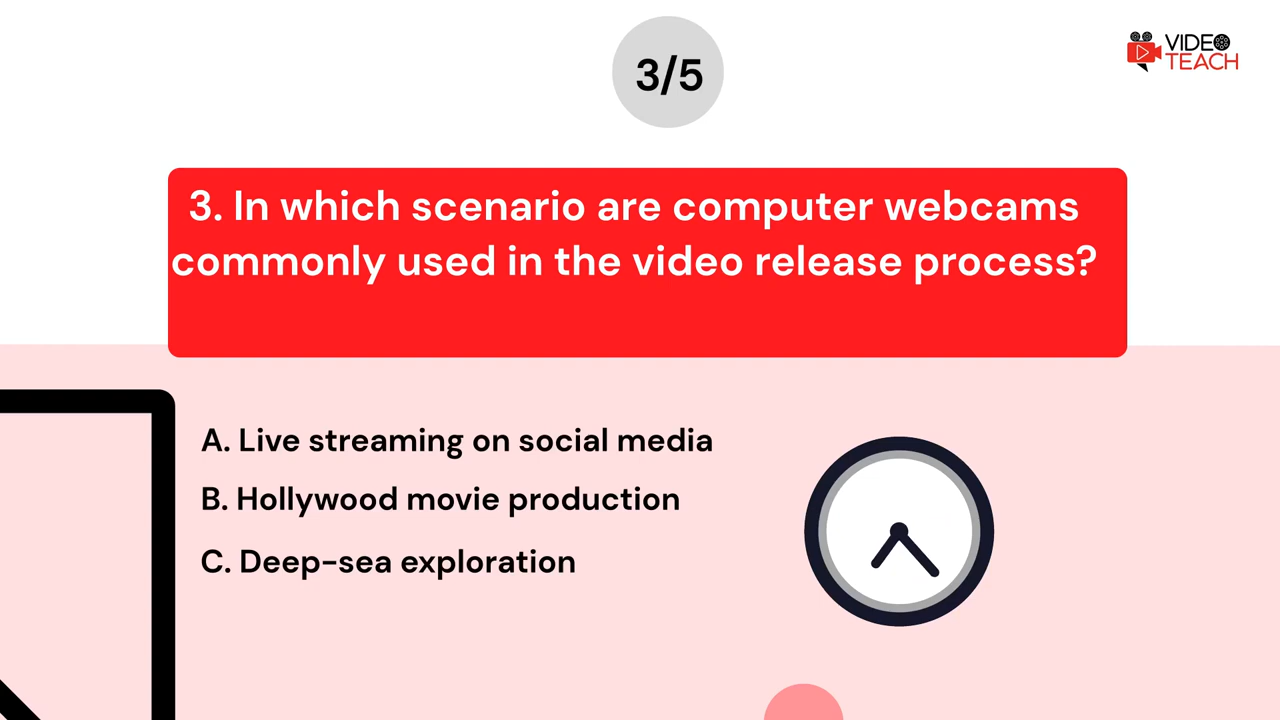 3/5
VIDEO
TEACH
3. In which scenario are computer webcams
commonly used in the video release process?
A. Live streaming on social media
B. Hollywood movie production
C. Deep-sea exploration